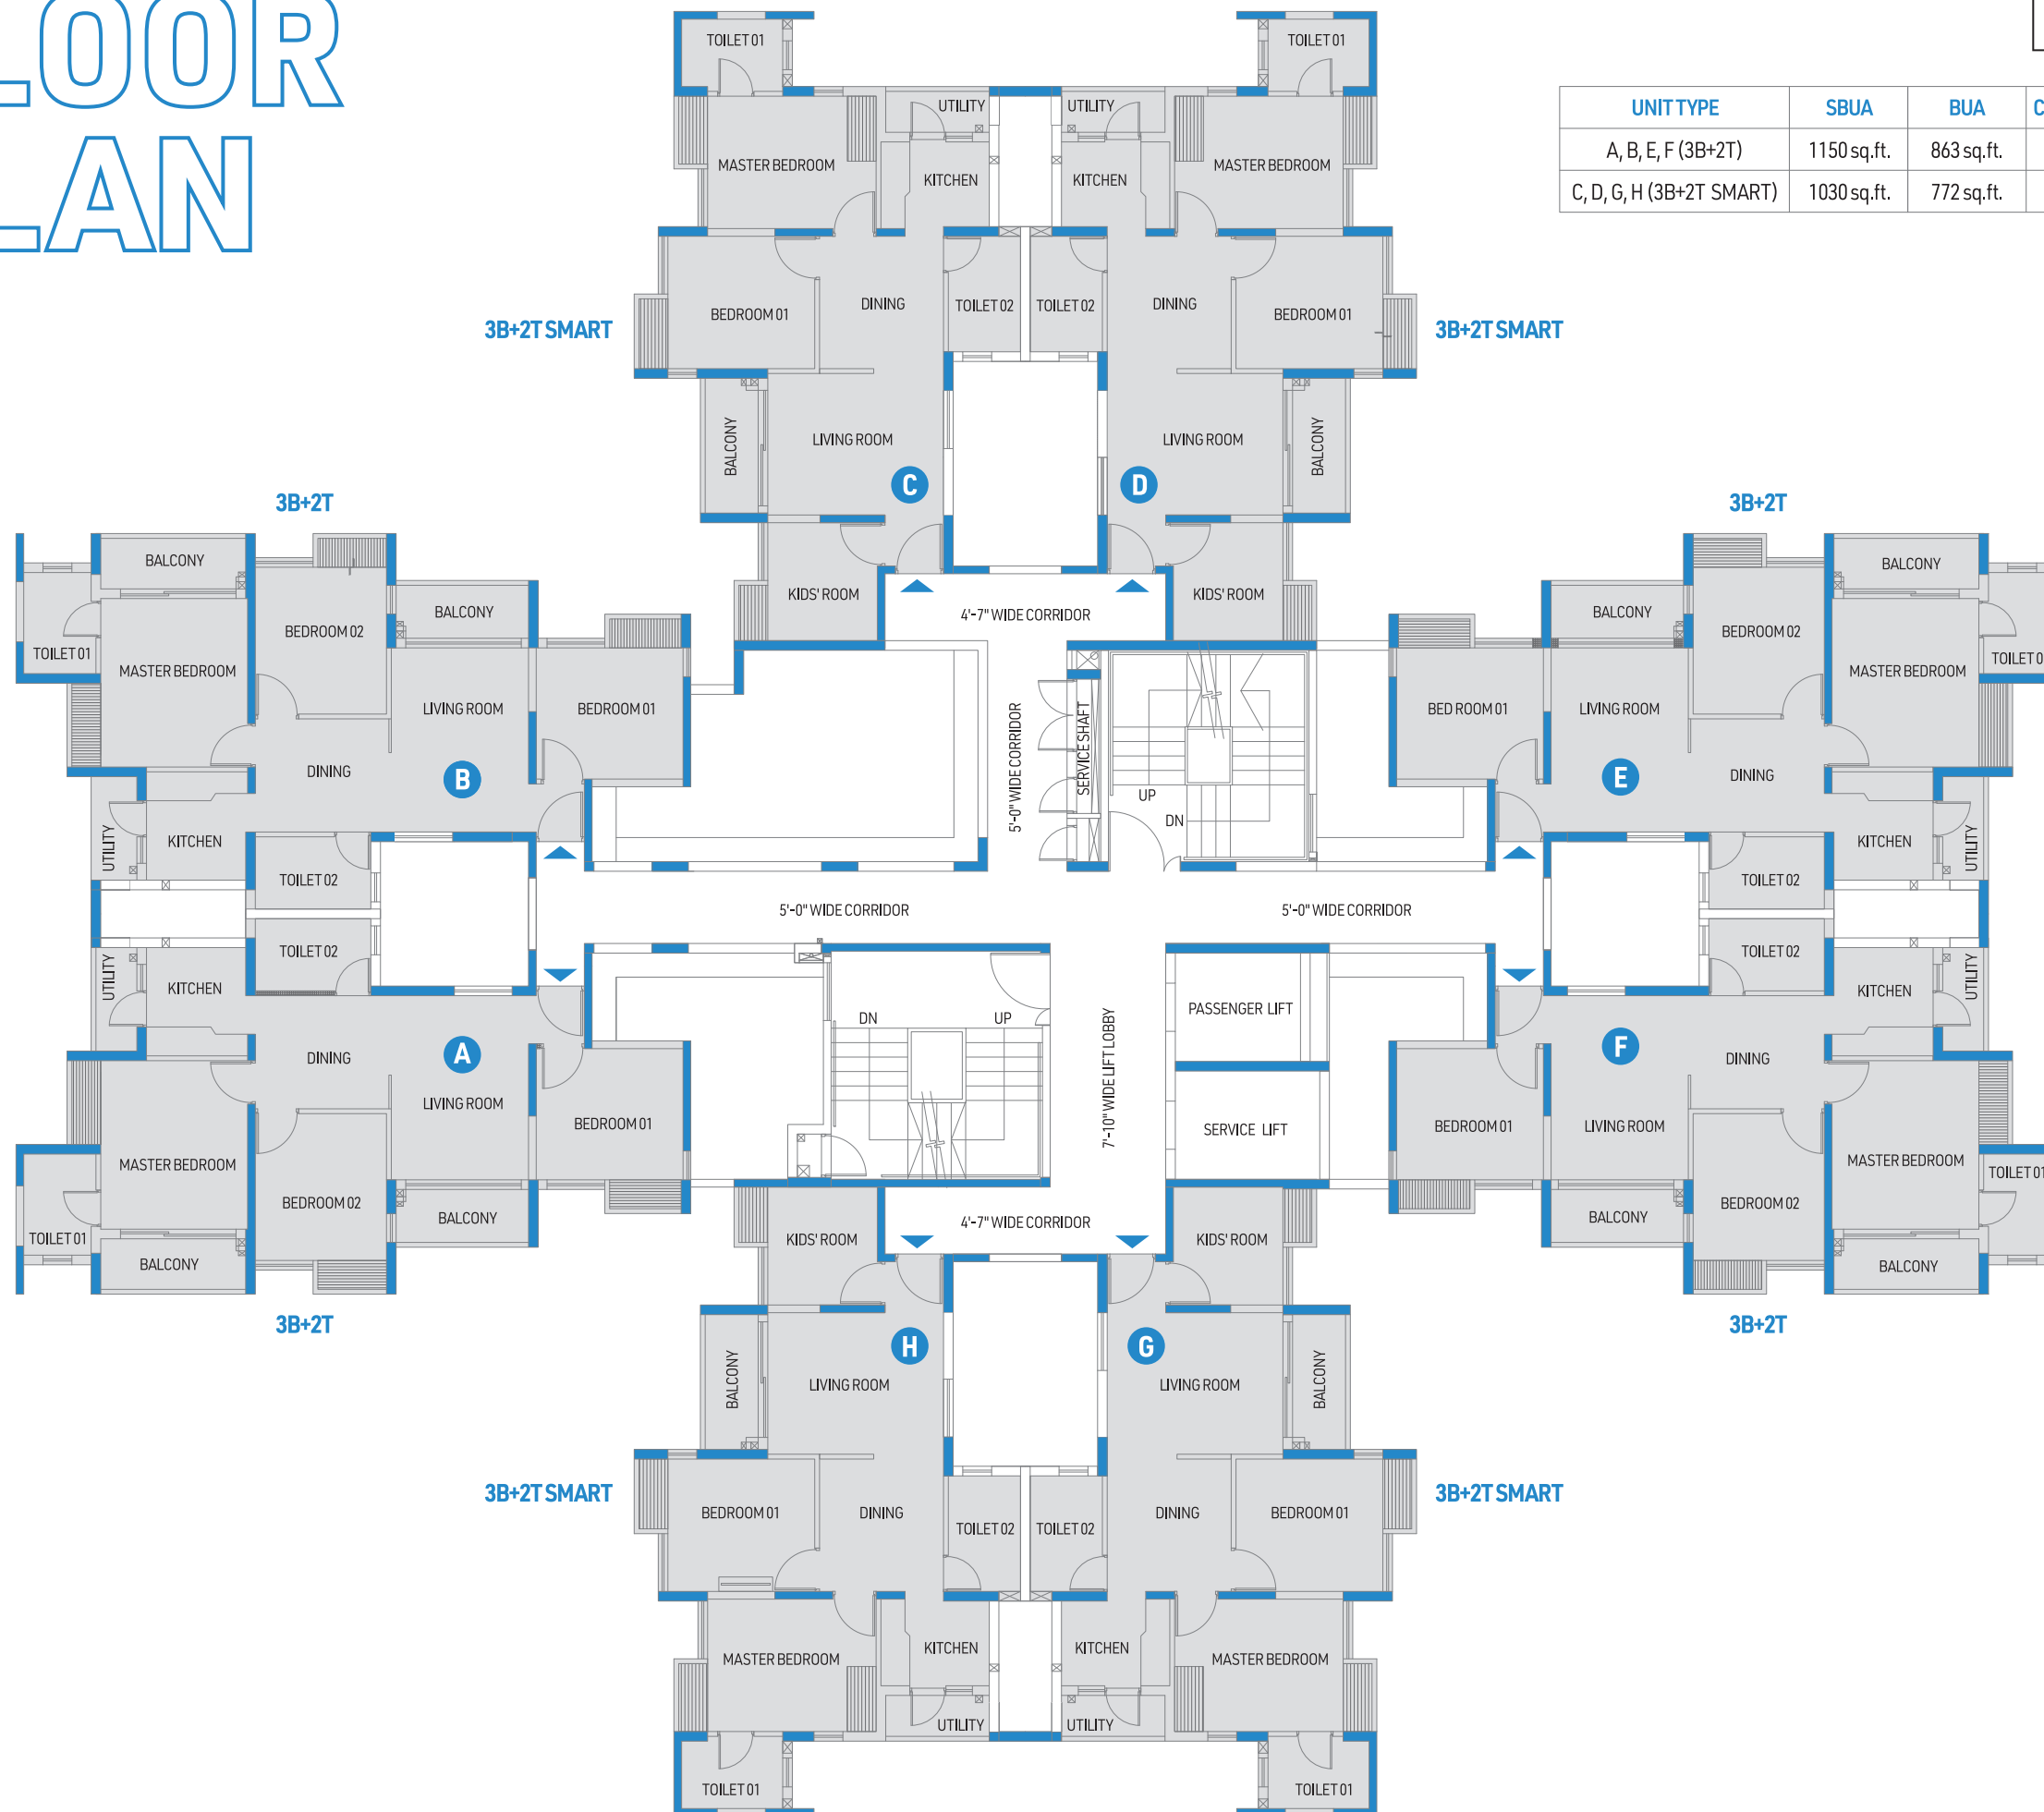 LOOR
LAN
UNIT TYPE SBUA BUA C
A, B, E, F (3B+2T) 1150 sq.ft. 863 sq.ft.
C, D, G, H (3B+2T SMART) 1030 sq.ft. 772 sq.ft.
TOILET 01
TOILET 01
UTILITY
UTILITY
MASTER BEDROOM
KITCHEN
KITCHEN
MASTER BEDROOM
BEDROOM 01
DINING
TOILET 02
TOILET 02
DINING
BEDROOM 01
3B+2T SMART
3B+2T SMART
BALCONY
LIVING ROOM
LIVING ROOM
BALCONY
C
D
3B+2T
3B+2T
BALCONY
BALCONY
KIDS' ROOM
KIDS' ROOM
BALCONY
BALCONY
4'-7" WIDE CORRIDOR
BEDROOM 02
BEDROOM 02
TOILET 01
TOILET 0
MASTER BEDROOM
MASTER BEDROOM
LIVING ROOM
BEDROOM 01
5'-0" WIDE CORRIDOR
SERVICE SHAFT
BED ROOM 01
LIVING ROOM
DINING
B
UP
DN
E
DINING
UTILITY
KITCHEN
KITCHEN
UTILITY
TOILET 02
TOILET 02
5'-0" WIDE CORRIDOR
5'-0" WIDE CORRIDOR
TOILET 02
TOILET 02
UTILITY
KITCHEN
KITCHEN
UTILITY
DN
UP
PASSENGER LIFT
DINING
A
7'-10" WIDE LIFT LOBBY
F
DINING
LIVING ROOM
BEDROOM 01
SERVICE LIFT
BEDROOM 01
LIVING ROOM
MASTER BEDROOM
MASTER BEDROOM
TOILET 01
BEDROOM 02
BEDROOM 02
BALCONY
BALCONY
4'-7" WIDE CORRIDOR
TOILET 01
KIDS' ROOM
KIDS' ROOM
BALCONY
BALCONY
3B+2T
3B+2T
H
G
BALCONY
LIVING ROOM
LIVING ROOM
BALCONY
3B+2T SMART
3B+2T SMART
BEDROOM 01
DINING
TOILET 02
TOILET 02
DINING
BEDROOM 01
MASTER BEDROOM
KITCHEN
KITCHEN
MASTER BEDROOM
UTILITY
UTILITY
TOILET 01
TOILET 01